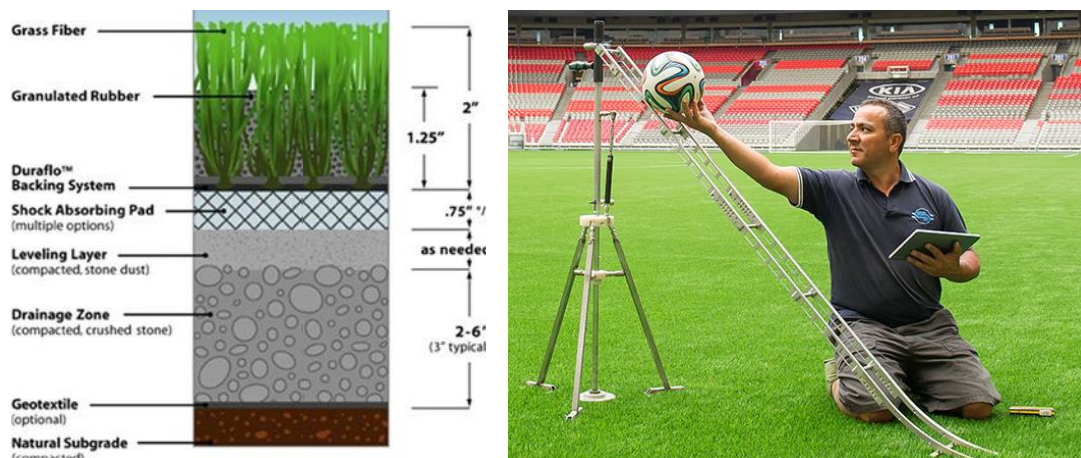 Grass Fiber
Granulated Rubber
Duraflo™
Backing System
Shock Absorbing Pad
(multiple options)
Leveling Layer
(compacted, stone dust)
Drainage Zone
(compacted, crushed stone)
Geotextile
(optional)
Natural Subgrade
(compacted)
2"
1.25"
.75"
as needed
2-6"
(3" typical
KIA